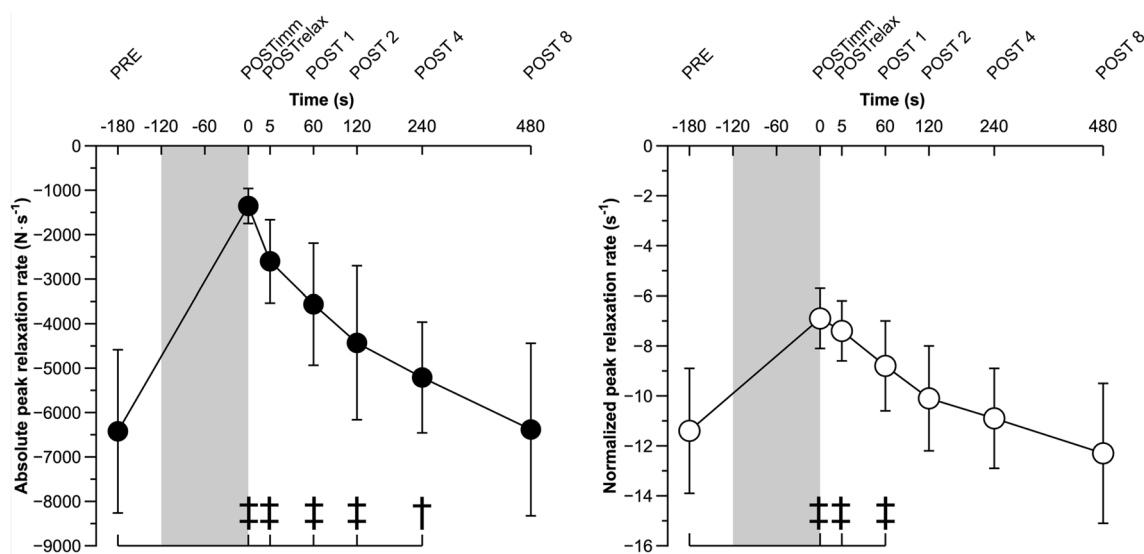 PRE POSTimm POSTrelax POST 1 POST 2 POST 4 POST 8
Time (s)
-180 -120 -60 0 5 60 120 240 480
Absolute peak relaxation rate (N·s⁻¹)
0
−1000
−2000
−3000
−4000
−5000
−6000
−7000
−8000
−9000
‡ ‡ ‡ ‡ †
PRE POSTimm POSTrelax POST 1 POST 2 POST 4 POST 8
Time (s)
-180 -120 -60 0 5 60 120 240 480
Normalized peak relaxation rate (s⁻¹)
0
−2
−4
−6
−8
−10
−12
−14
−16
‡ ‡ ‡